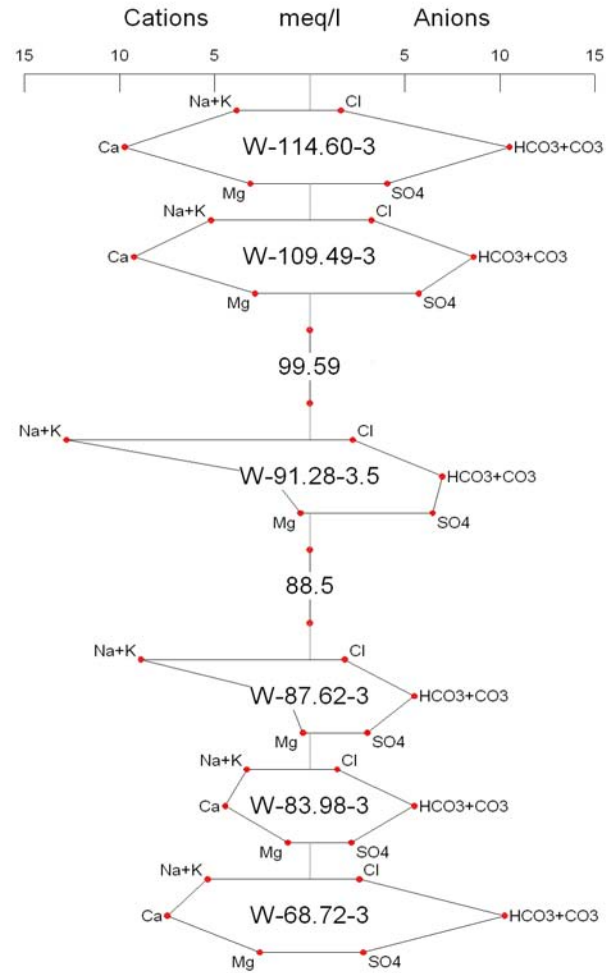 Cations meq/l Anions
15 10 5 5 10 15
Na+K Cl
Ca W-114.60-3 HCO3+CO3
Mg SO4
Na+K Cl
Ca W-109.49-3 HCO3+CO3
Mg SO4
99.59
Na+K Cl
W-91.28-3.5 HCO3+CO3
Mg SO4
88.5
Na+K Cl
W-87.62-3 HCO3+CO3
Mg SO4
Na+K Cl
Ca W-83.98-3 HCO3+CO3
Mg SO4
Na+K Cl
Ca W-68.72-3 HCO3+CO3
Mg SO4